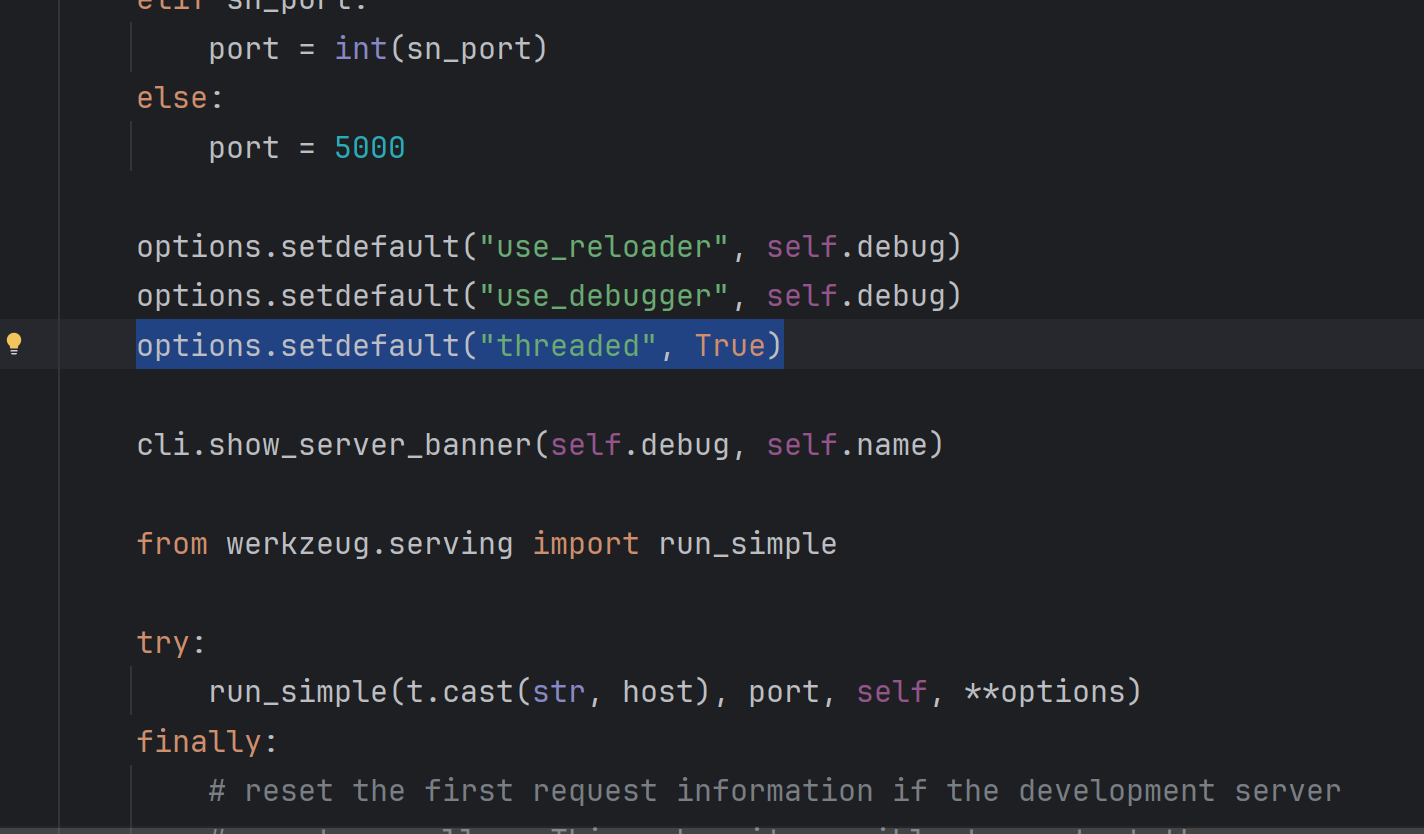 elif sn_port:
port = int(sn_port)
else:
port = 5000
options.setdefault("use_reloader", self.debug)
options.setdefault("use_debugger", self.debug)
options.setdefault("threaded", True)
cli.show_server_banner(self.debug, self.name)
from werkzeug.serving import run_simple
try:
run_simple(t.cast(str, host), port, self, **options)
finally:
# reset the first request information if the development server